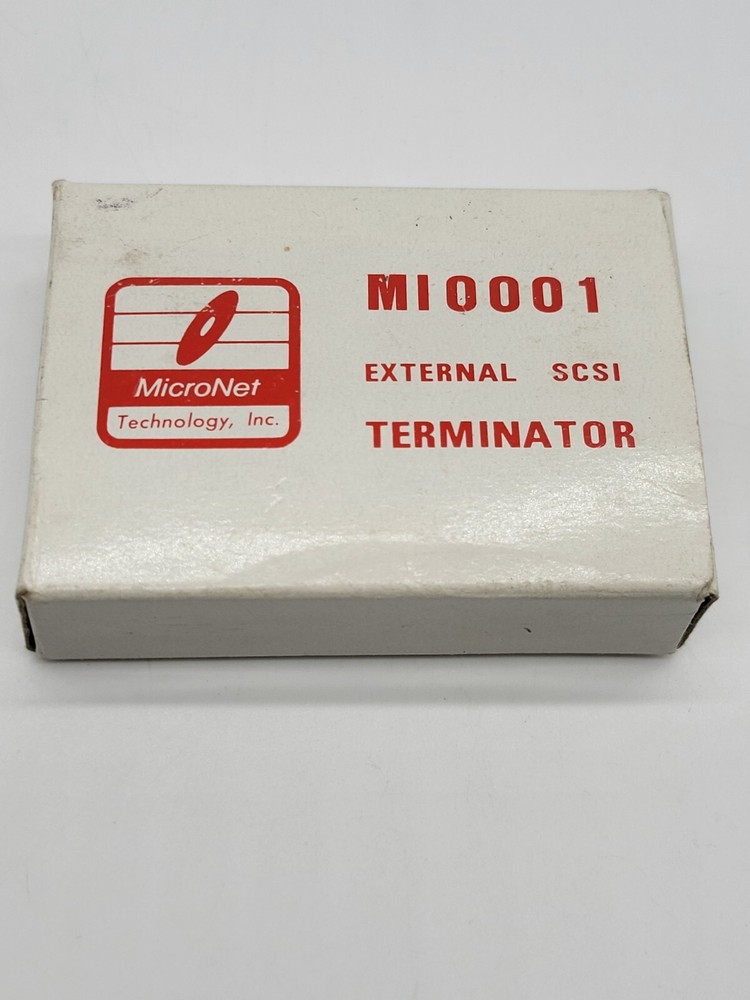 MicroNet
Technology, Inc.
MI0001
EXTERNAL SCSI
TERMINATOR